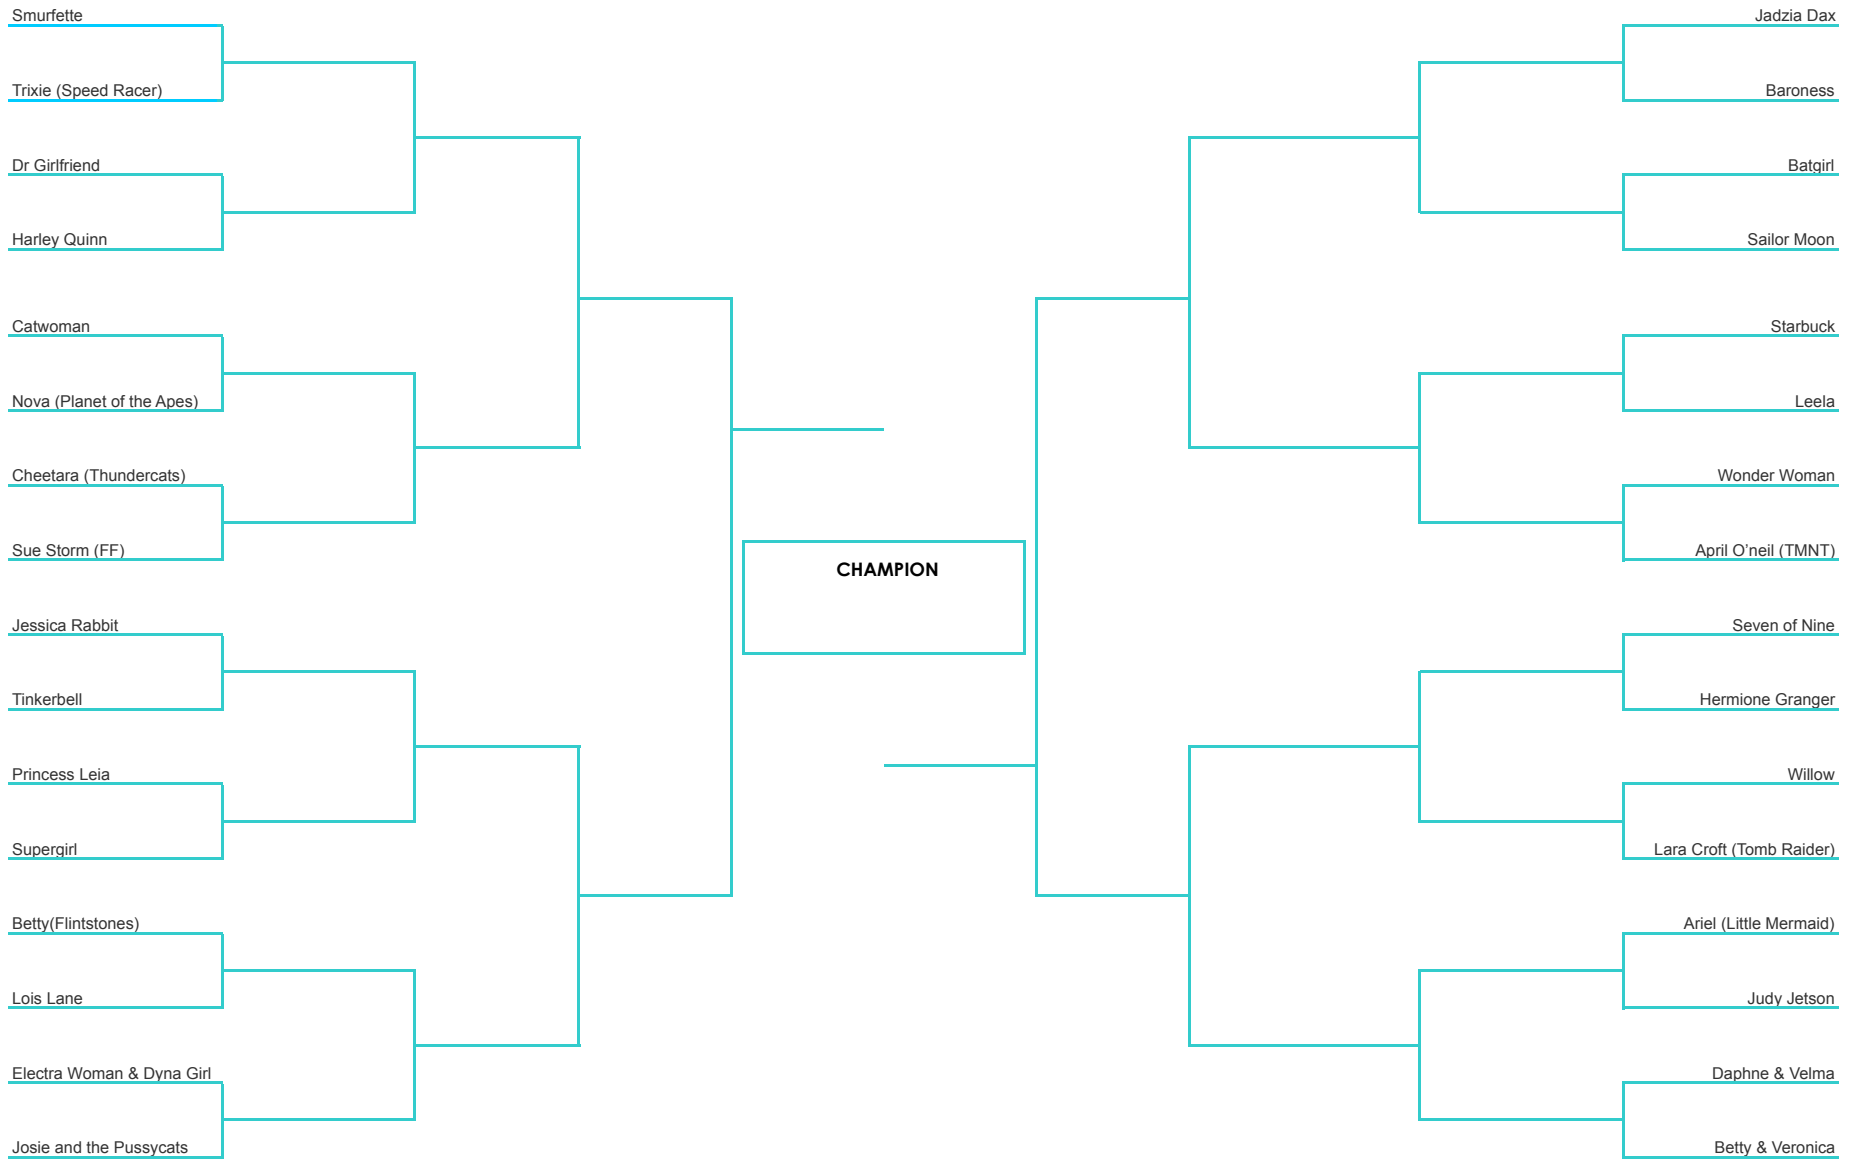 Smurfette
Trixie (Speed Racer)
Dr Girlfriend
Harley Quinn
Catwoman
Nova (Planet of the Apes)
Cheetara (Thundercats)
Sue Storm (FF)
Jessica Rabbit
Tinkerbell
Princess Leia
Supergirl
Betty(Flintstones)
Lois Lane
Electra Woman & Dyna Girl
Josie and the Pussycats
CHAMPION
Jadzia Dax
Baroness
Batgirl
Sailor Moon
Starbuck
Leela
Wonder Woman
April O’neil (TMNT)
Seven of Nine
Hermione Granger
Willow
Lara Croft (Tomb Raider)
Ariel (Little Mermaid)
Judy Jetson
Daphne & Velma
Betty & Veronica